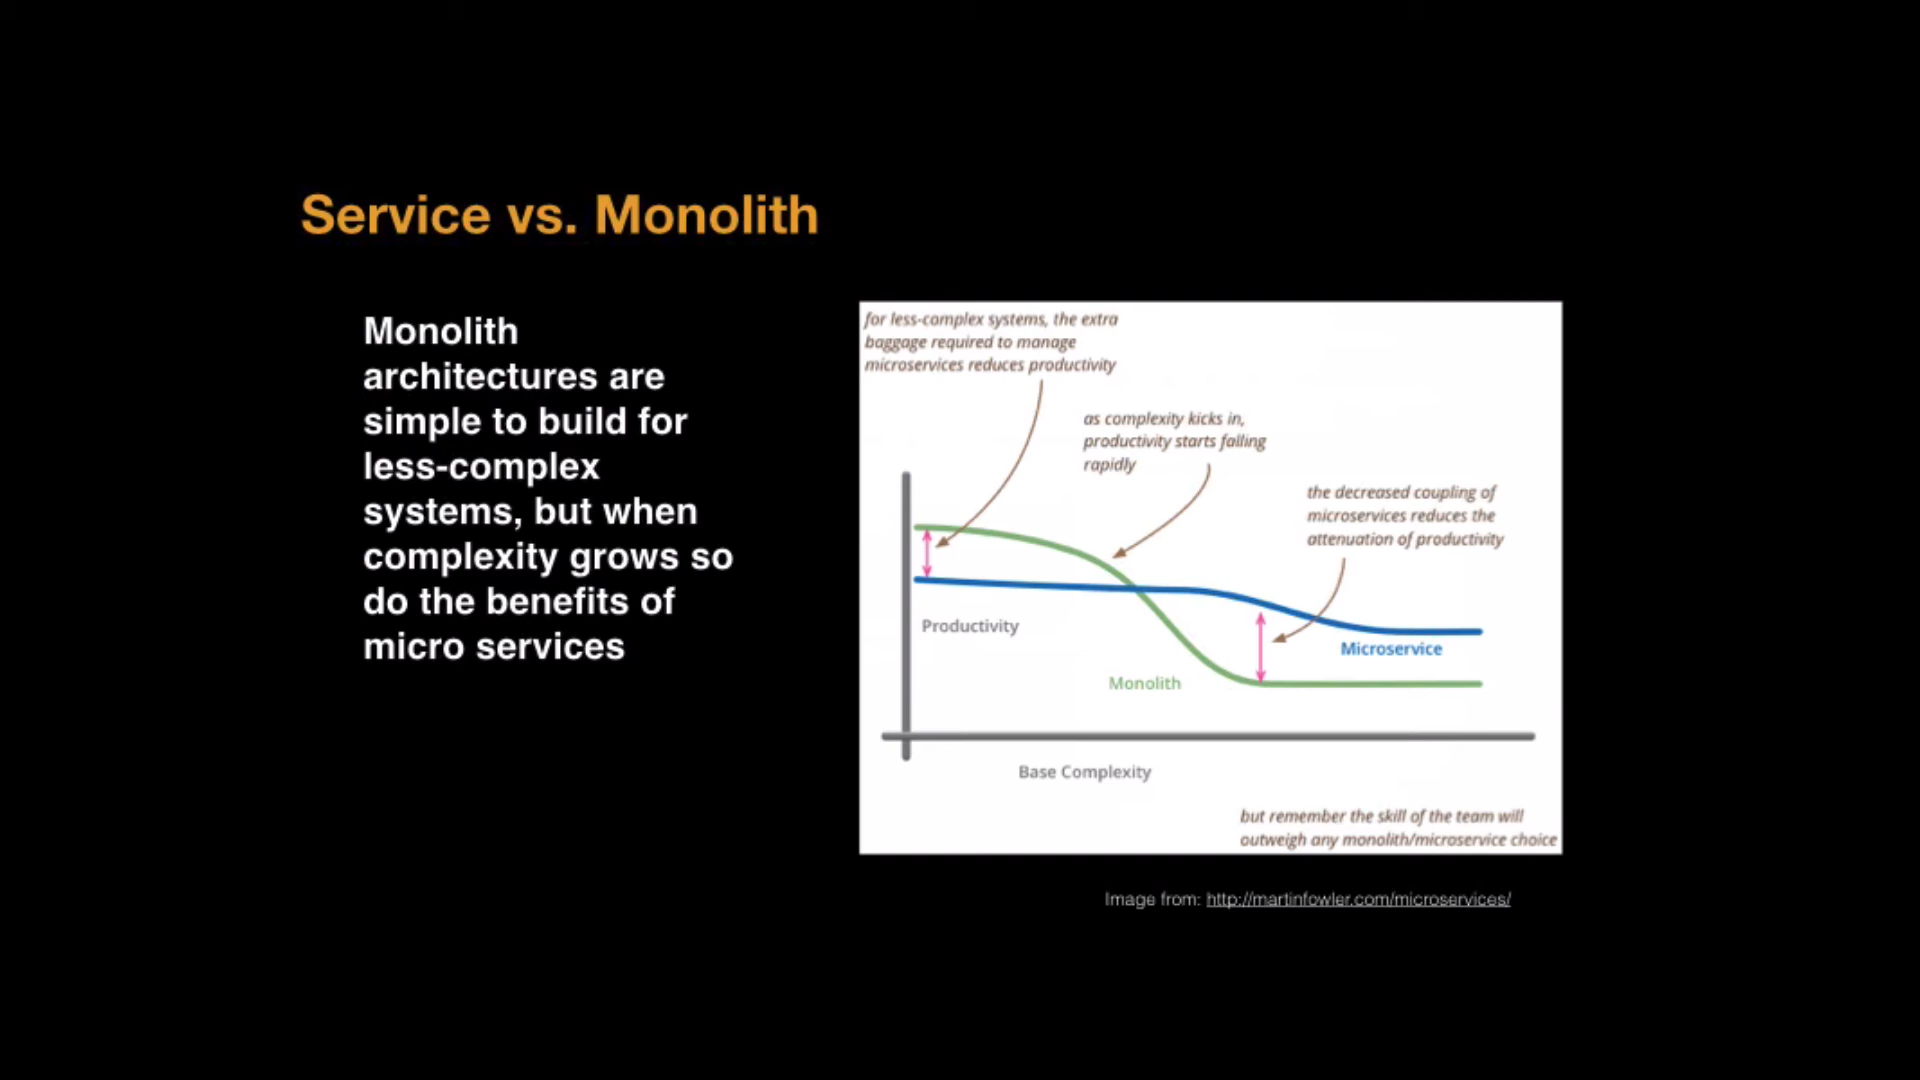 Service vs. Monolith
Monolith
architectures are
simple to build for
less-complex
systems, but when
complexity grows so
do the benefits of
micro services
for less-complex systems, the extra
baggage required to manage
microservices reduces productivity
as complexity kicks in,
productivity starts falling
rapidly
the decreased coupling of
microservices reduces the
attenuation of productivity
Productivity
Microservice
Monolith
Base Complexity
but remember the skill of the team will
outweigh any monolith/microservice choice
Image from: http://martinfowler.com/microservices/